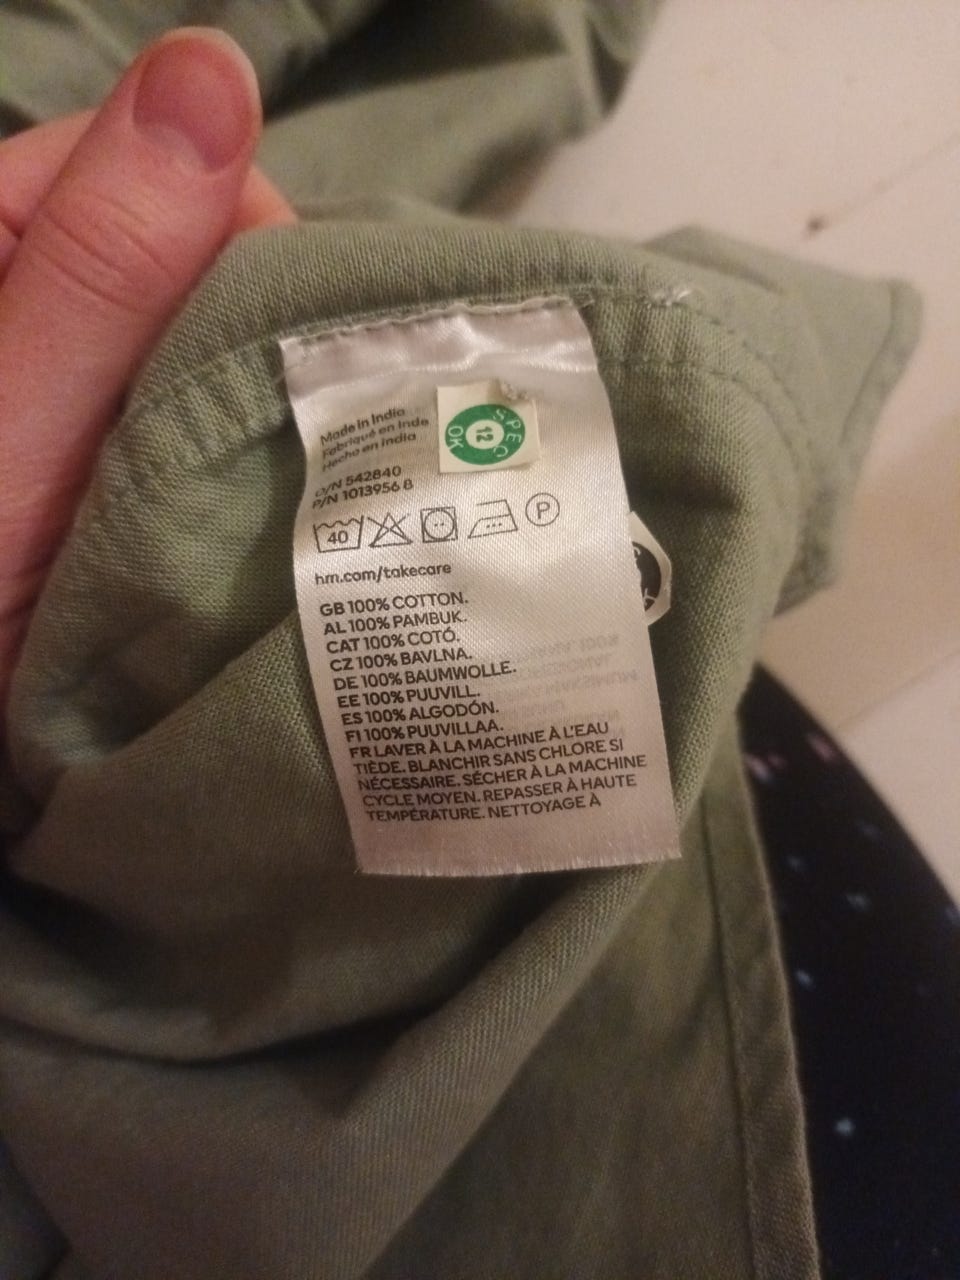 Made in India
Fabriqué en Inde
Hecho en India
O/N 542840
P/N 1013956 8
SPEC
12
OK
40
P
hm.com/takecare
GB 100% COTTON.
AL 100% PAMBUK.
CAT 100% COTÓ.
CZ 100% BAVLNA.
DE 100% BAUMWOLLE.
EE 100% PUUVILL.
ES 100% ALGODÓN.
FI 100% PUUVILLAA.
FR LAVER À LA MACHINE À L'EAU
TIÈDE. BLANCHIR SANS CHLORE SI
NÉCESSAIRE. SÉCHER À LA MACHINE
CYCLE MOYEN. REPASSER À HAUTE
TEMPÉRATURE. NETTOYAGE À